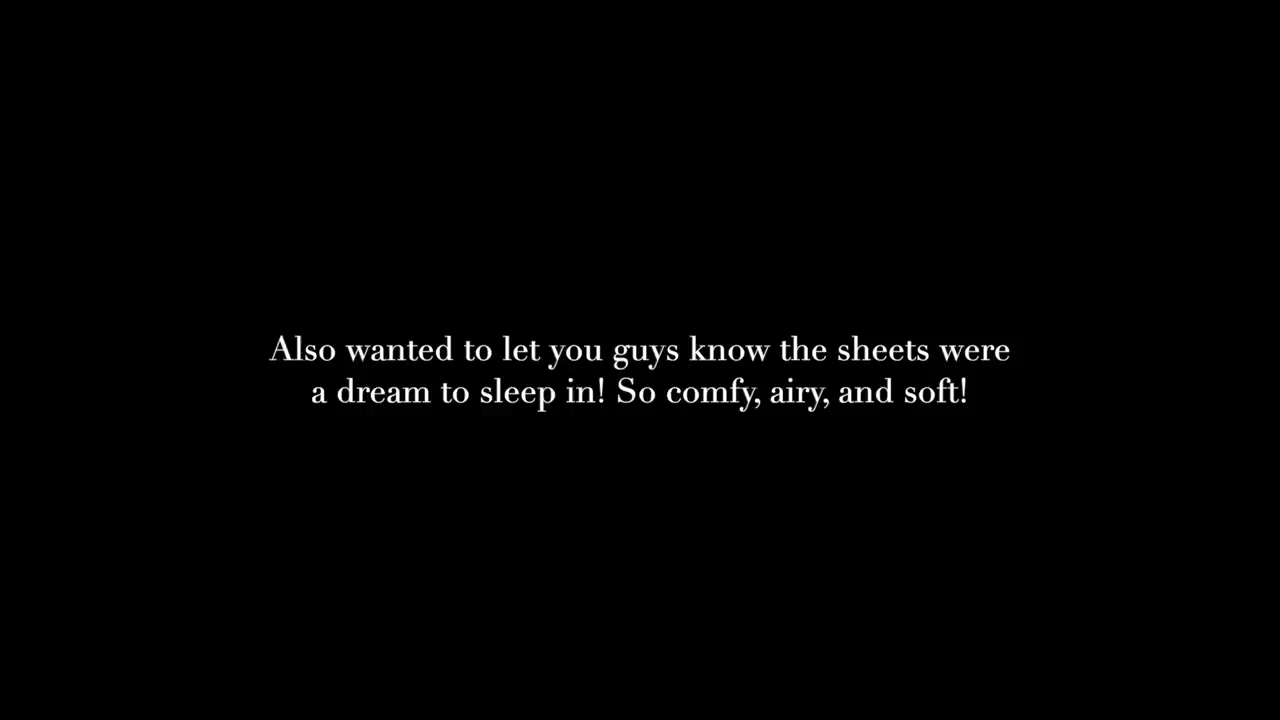 Also wanted to let you guys know the sheets were
a dream to sleep in! So comfy, airy, and soft!